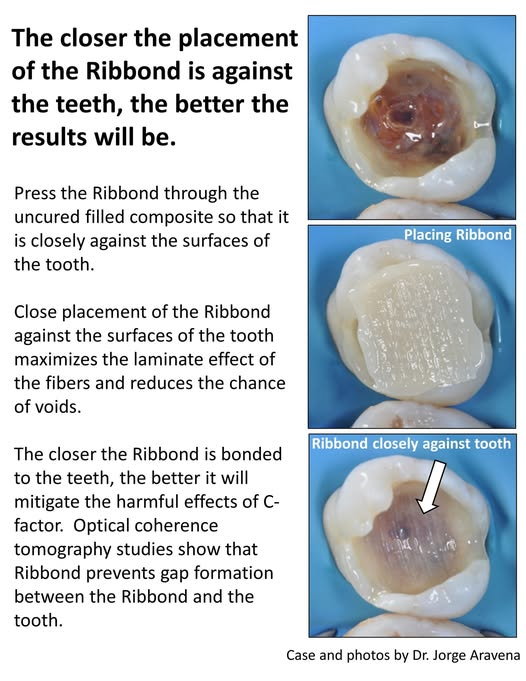 The closer the placement
of the Ribbond is against
the teeth, the better the
results will be.
Press the Ribbond through the
uncured filled composite so that it
is closely against the surfaces of
the tooth.
Close placement of the Ribbond
against the surfaces of the tooth
maximizes the laminate effect of
the fibers and reduces the chance
of voids.
The closer the Ribbond is bonded
to the teeth, the better it will
mitigate the harmful effects of C-
factor.  Optical coherence
tomography studies show that
Ribbond prevents gap formation
between the Ribbond and the
tooth.
Placing Ribbond
Ribbond closely against tooth
Case and photos by Dr. Jorge Aravena